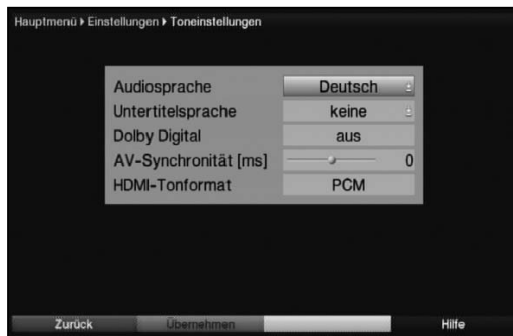 Hauptmenü ▸ Einstellungen ▸ Toneinstellungen
Audiosprache Deutsch
Untertitelsprache keine
Dolby Digital aus
AV-Synchronität [ms] 0
HDMI-Tonformat PCM
Zurück Übernehmen Hilfe